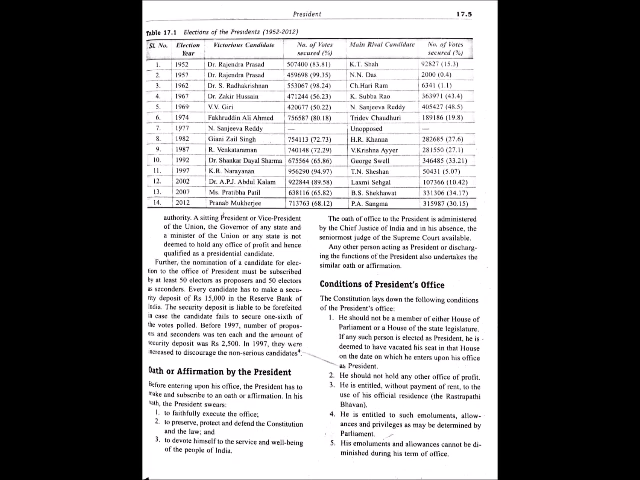 President
17.5
Table 17.1 Elections of the Presidents (1952-2012)
Sl. No. Election Year Victorious Candidate No. of Votes secured (%) Main Rival Candidate No. of Votes secured (%)
1. 1952 Dr. Rajendra Prasad 507400 (83.81) K.T. Shah 92827 (15.3)
2. 1957 Dr. Rajendra Prasad 459698 (99.35) N.N. Das 2000 (0.4)
3. 1962 Dr. S. Radhakrishnan 553067 (98.24) Ch.Hari Ram 6341 (1.1)
4. 1967 Dr. Zakir Hussain 471244 (56.23) K. Subba Rao 363971 (43.4)
5. 1969 V.V. Giri 420077 (50.22) N. Sanjeeva Reddy 405427 (48.5)
6. 1974 Fakhruddin Ali Ahmed 756587 (80.18) Tridev Chaudhuri 189186 (19.8)
7. 1977 N. Sanjeeva Reddy — Unopposed —
8. 1982 Giani Zail Singh 754113 (72.73) H.R. Khanna 282685 (27.6)
9. 1987 R. Venkataraman 740148 (72.29) V.Krishna Ayyer 281550 (27.1)
10. 1992 Dr. Shankar Dayal Sharma 675564 (65.86) George Swell 346485 (33.21)
11. 1997 K.R. Narayanan 956290 (94.97) T.N. Sheshan 50431 (5.07)
12. 2002 Dr. A.P.J. Abdul Kalam 922844 (89.58) Laxmi Sehgal 107366 (10.42)
13. 2007 Ms. Pratibha Patil 638116 (65.82) B.S. Shekhawat 331306 (34.17)
14. 2012 Pranab Mukherjee 713763 (68.12) P.A. Sangma 315987 (30.15)
authority. A sitting President or Vice-President
of the Union, the Governor of any state and
a minister of the Union or any state is not
deemed to hold any office of profit and hence
qualified as a presidential candidate.
Further, the nomination of a candidate for elec-
tion to the office of President must be subscribed
by at least 50 electors as proposers and 50 electors
as seconders. Every candidate has to make a secu-
rity deposit of Rs 15,000 in the Reserve Bank of
India. The security deposit is liable to be forefeited
in case the candidate fails to secure one-sixth of
the votes polled. Before 1997, number of propos-
ers and seconders was ten each and the amount of
security deposit was Rs 2,500. In 1997, they were
increased to discourage the non-serious candidates4.
Oath or Affirmation by the President
Before entering upon his office, the President has to
make and subscribe to an oath or affirmation. In his
oath, the President swears:
1. to faithfully execute the office;
2. to preserve, protect and defend the Constitution
and the law; and
3. to devote himself to the service and well-being
of the people of India.
The oath of office to the President is administered
by the Chief Justice of India and in his absence, the
seniormost judge of the Supreme Court available.
Any other person acting as President or discharg-
ing the functions of the President also undertakes the
similar oath or affirmation.
Conditions of President's Office
The Constitution lays down the following conditions
of the President's office:
1. He should not be a member of either House of
Parliament or a House of the state legislature.
If any such person is elected as President, he is
deemed to have vacated his seat in that House
on the date on which he enters upon his office
as President.
2. He should not hold any other office of profit.
3. He is entitled, without payment of rent, to the
use of his official residence (the Rastrapathi
Bhavan).
4. He is entitled to such emoluments, allow-
ances and privileges as may be determined by
Parliament.
5. His emoluments and allowances cannot be di-
minished during his term of office.